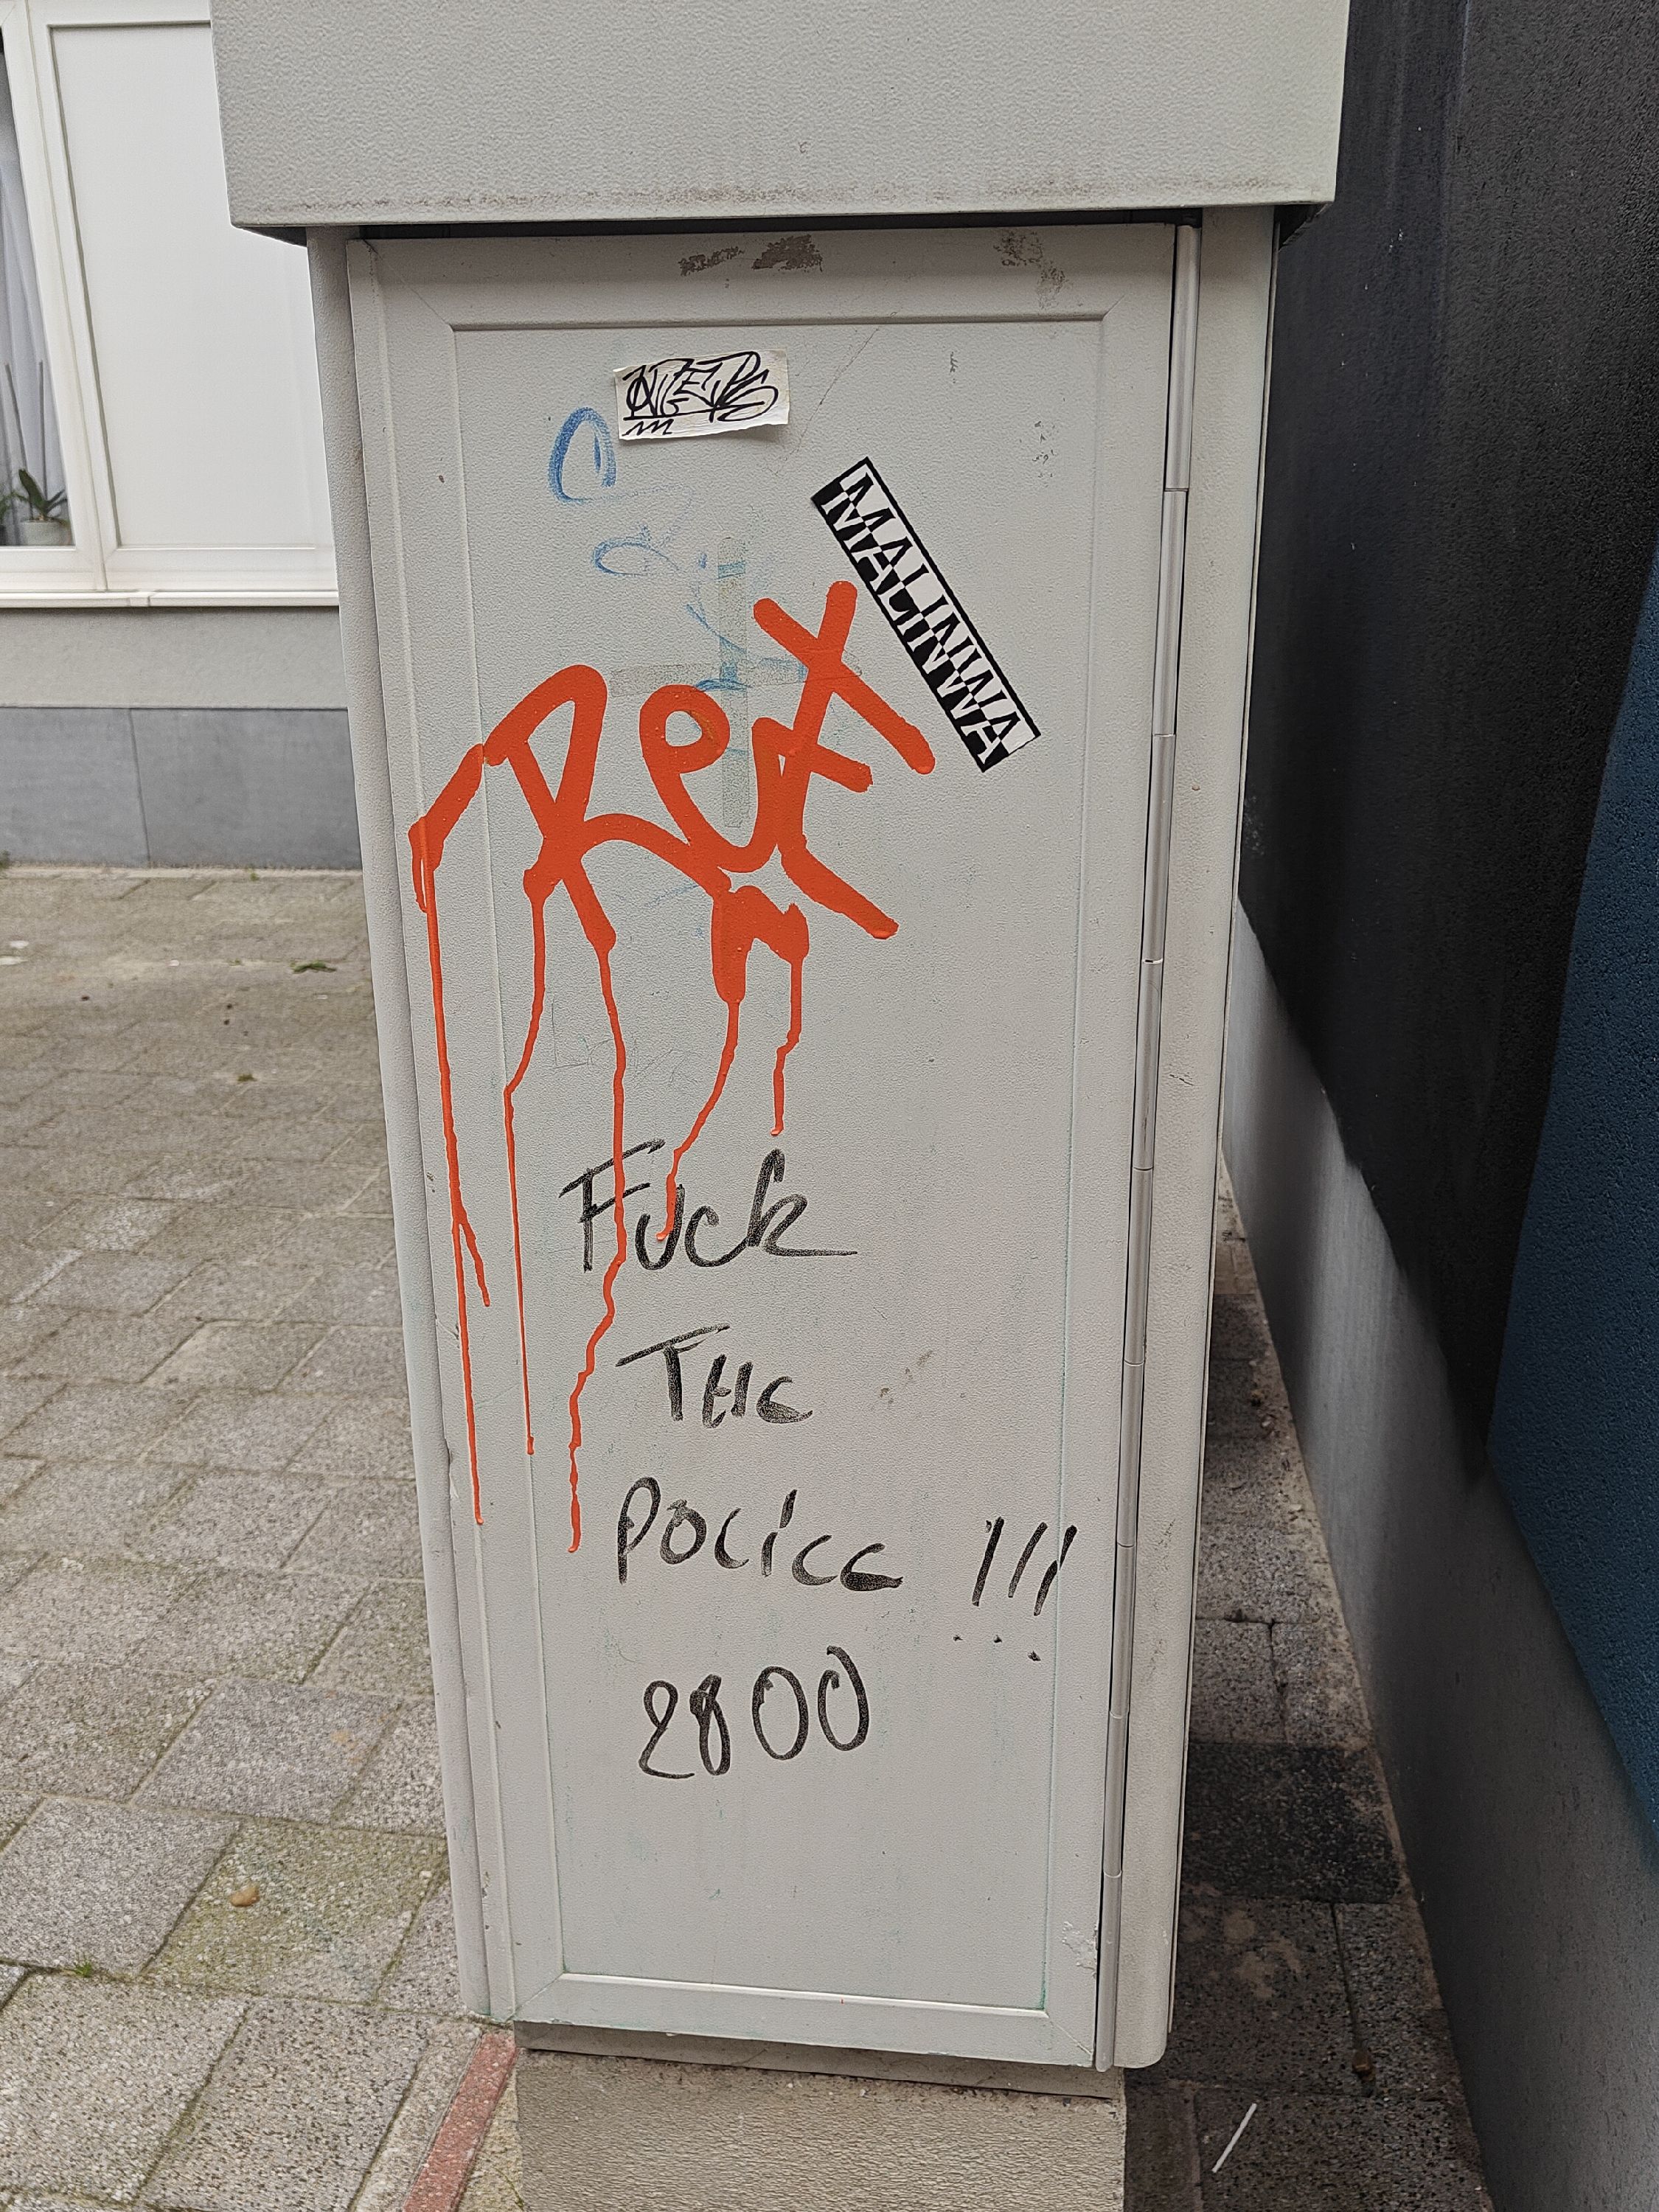 MALINWA
Rex
Fuck
THE
POLICE !!!
2800